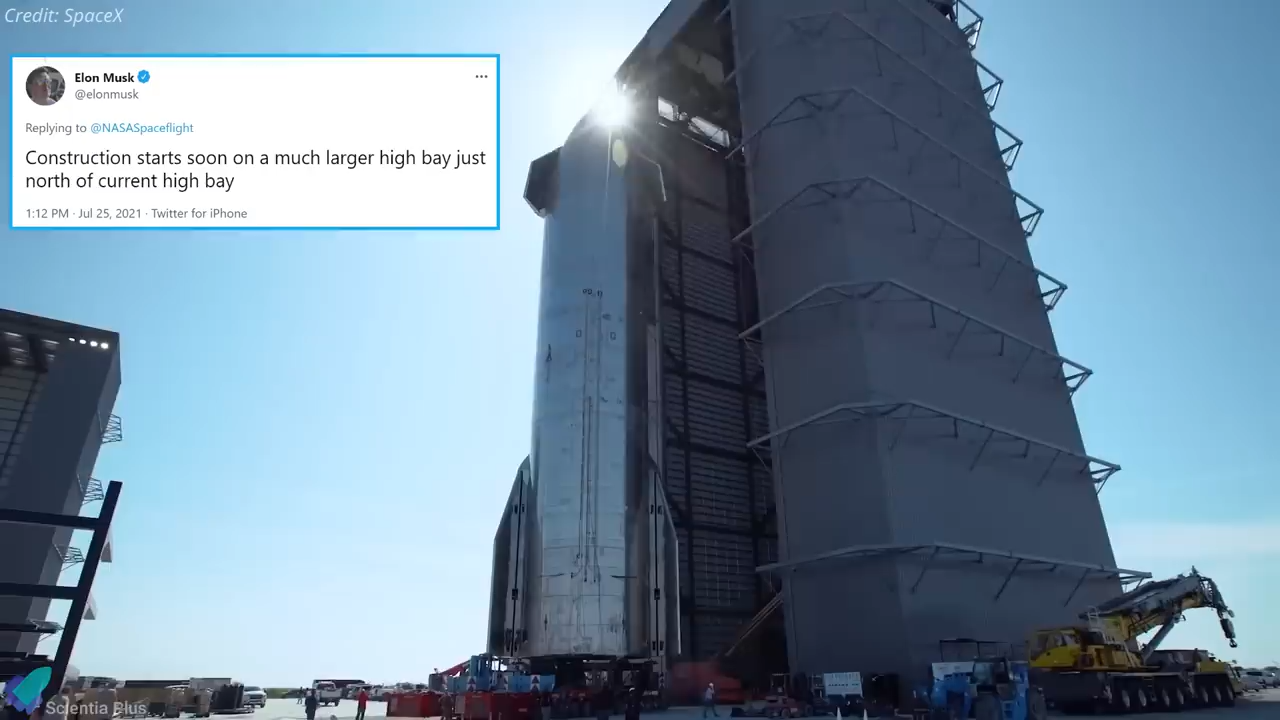 Credit: SpaceX
Elon Musk
@elonmusk
Replying to @NASASpaceflight
Construction starts soon on a much larger high bay just
north of current high bay
1:12 PM · Jul 25, 2021 · Twitter for iPhone
Scientia Plus